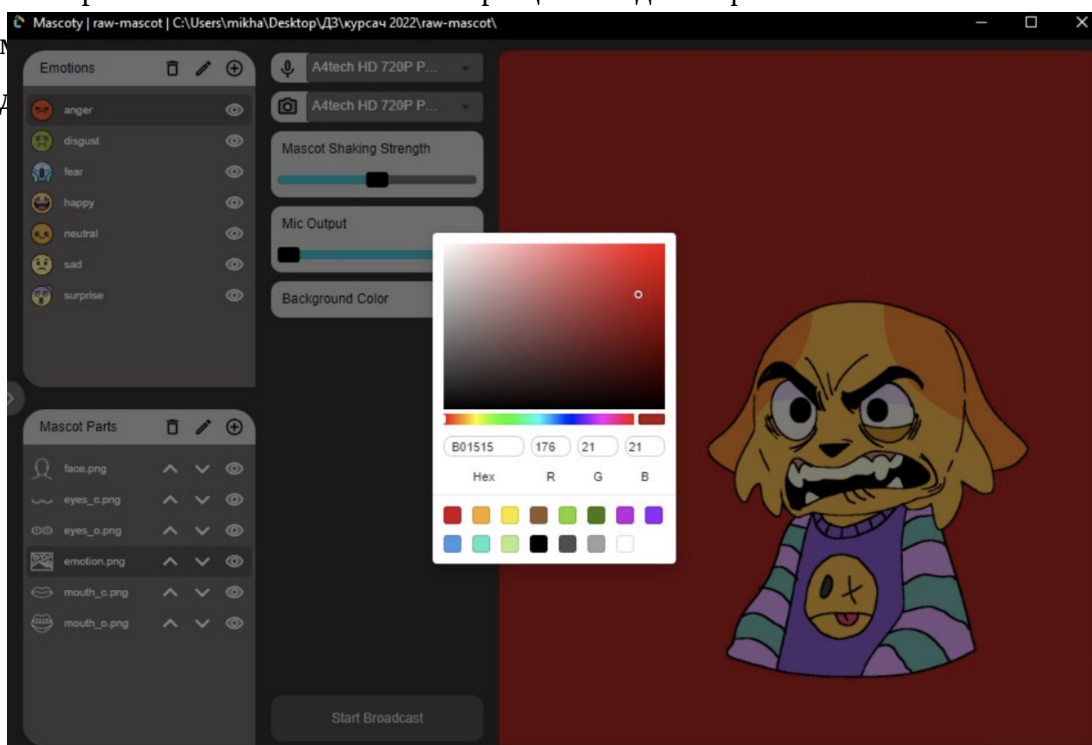 Mascoty | raw-mascot | C:\Users\mikha\Desktop\ДЗ\курсач 2022\raw-mascot\
Emotions
anger
disgust
fear
happy
neutral
sad
surprise
Mascot Parts
face.png
eyes_c.png
eyes_o.png
emotion.png
mouth_c.png
mouth_o.png
A4tech HD 720P P...
A4tech HD 720P P...
Mascot Shaking Strength
Mic Output
Background Color
B01515 176 21 21
Hex R G B
Start Broadcast